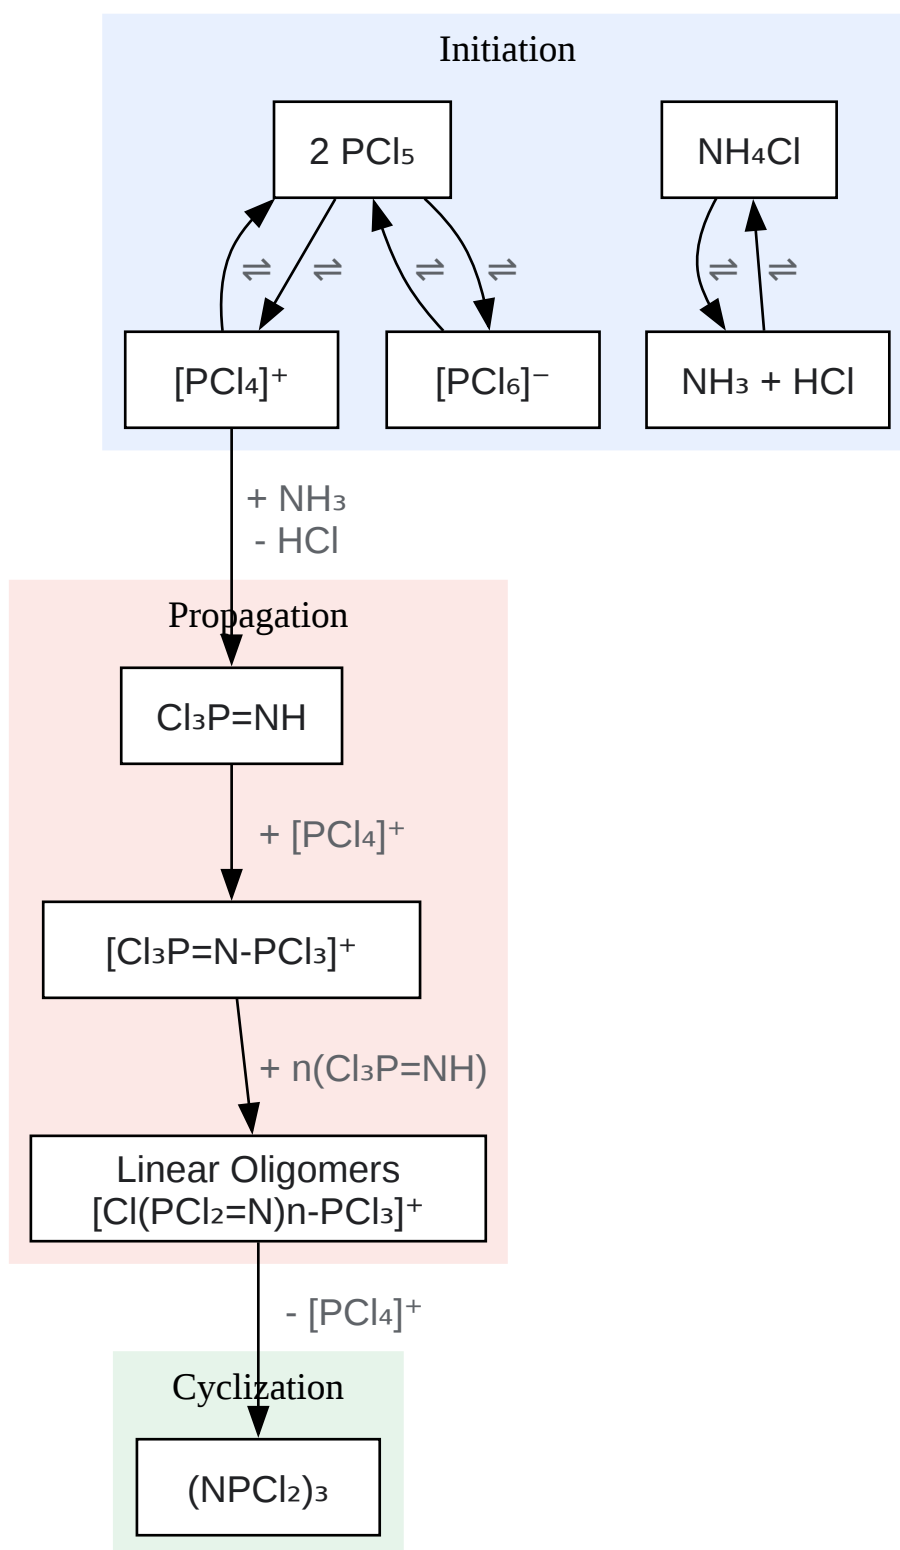 Initiation
2 PCl₅
NH₄Cl
⇌ ⇌ ⇌ ⇌ ⇌ ⇌
[PCl₄]⁺
[PCl₆]⁻
NH₃ + HCl
+ NH₃
- HCl
Propagation
Cl₃P=NH
+ [PCl₄]⁺
[Cl₃P=N-PCl₃]⁺
+ n(Cl₃P=NH)
Linear Oligomers
[Cl(PCl₂=N)n-PCl₃]⁺
- [PCl₄]⁺
Cyclization
(NPCl₂)₃